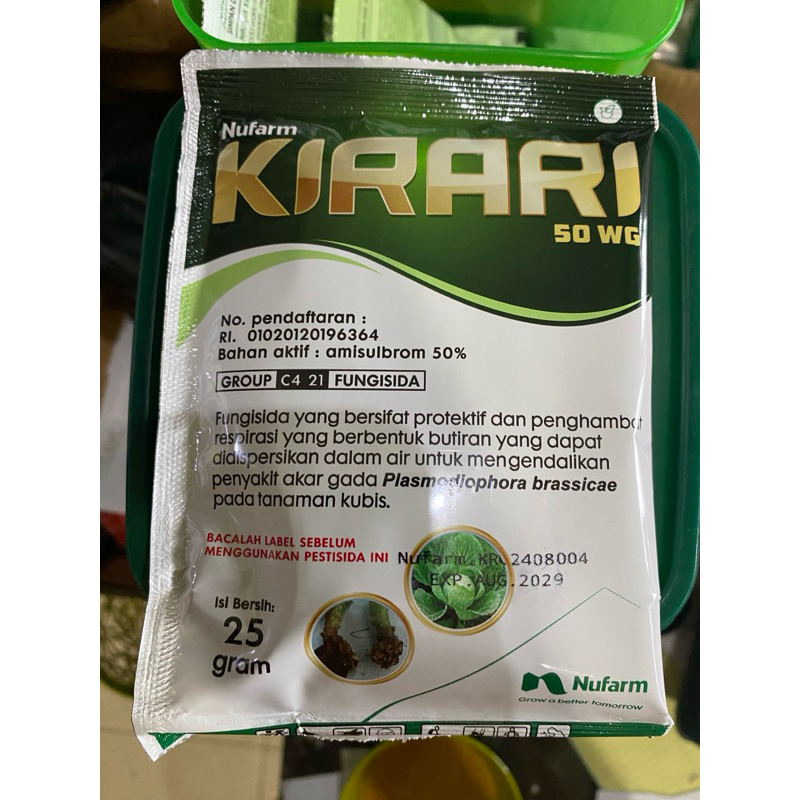 Nufarm
KIRARI
50 WG
No. pendaftaran :
RI. 01020120196364
Bahan aktif : amisulbrom 50%
GROUP C4 21 FUNGISIDA
Fungisida yang bersifat protektif dan penghambat
respirasi yang berbentuk butiran yang dapat
didispersikan dalam air untuk mengendalikan
penyakit akar gada Plasmodiophora brassicae
pada tanaman kubis.
BACALAH LABEL SEBELUM
MENGGUNAKAN PESTISIDA INI
Nufarm KRC2408004
EXP.AUG.2029
Isi Bersih:
25
gram
Nufarm
Grow a better tomorrow